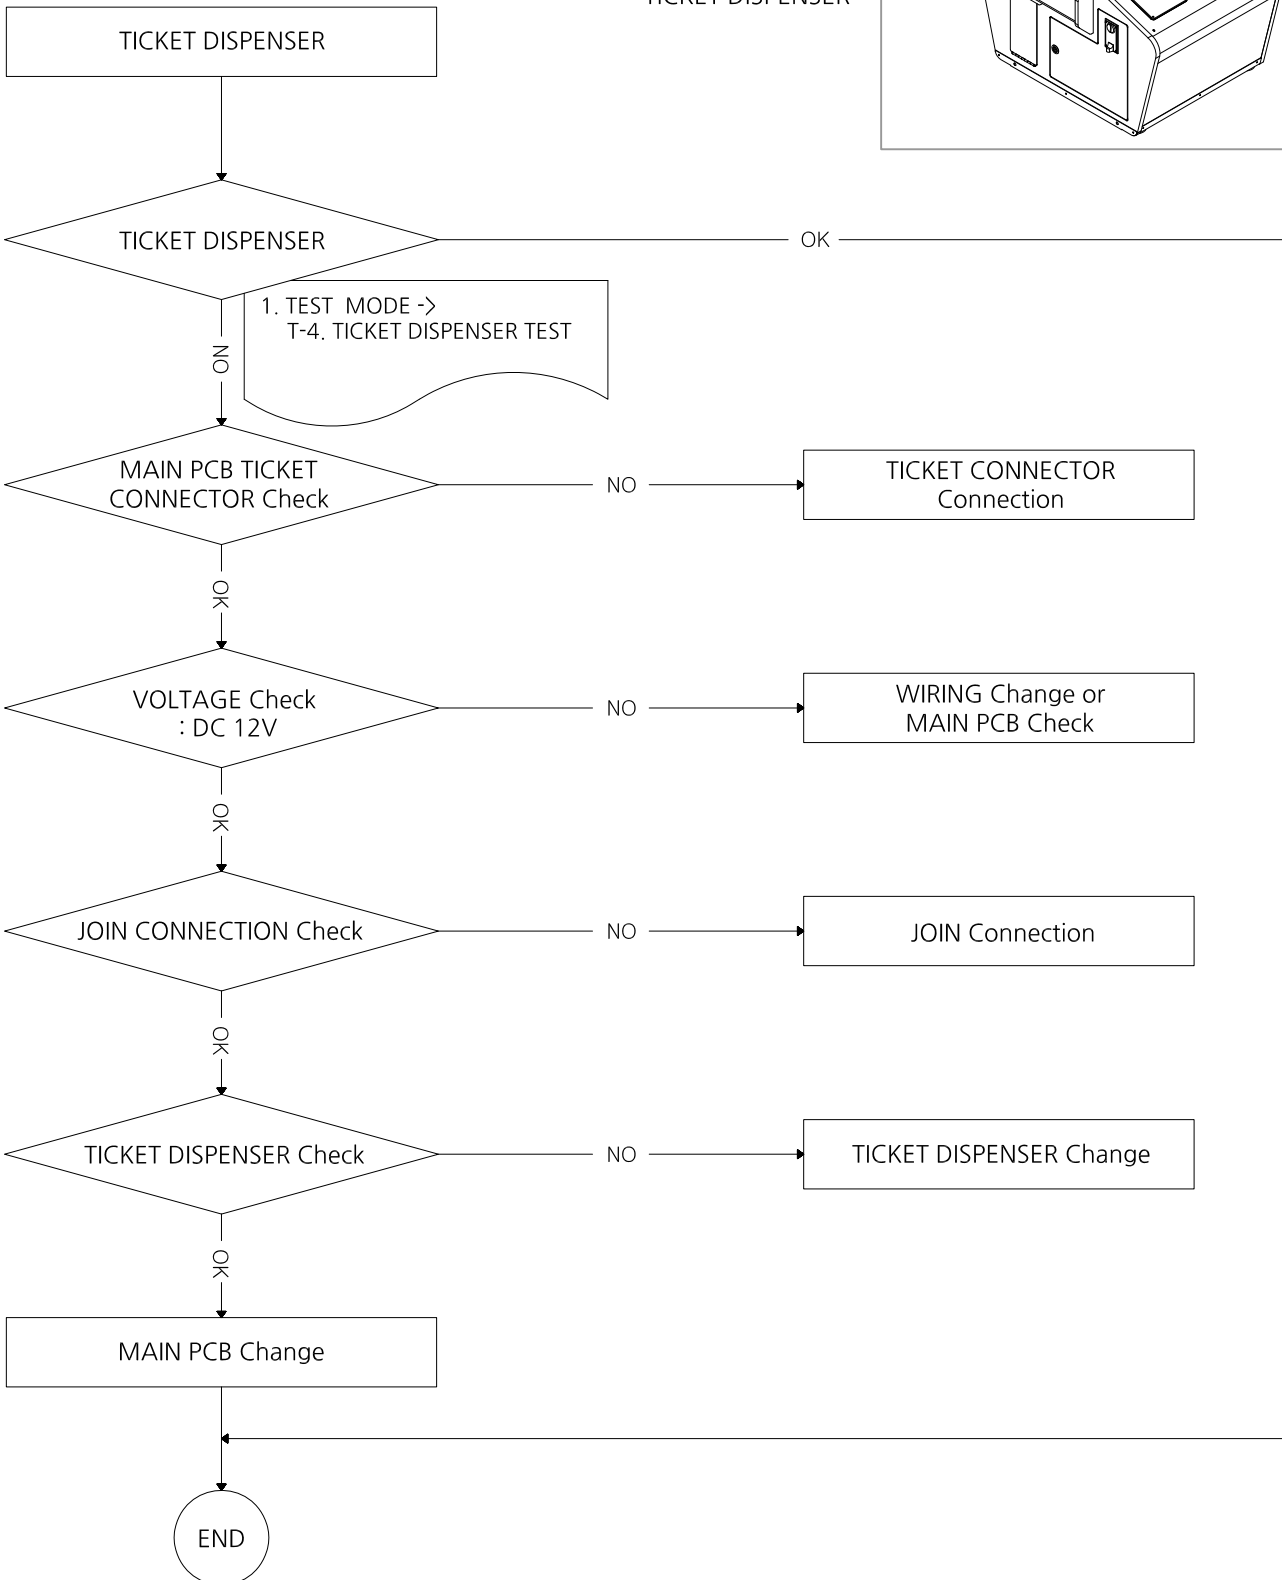 TICKET DISPENSER
TICKET DISPENSER
TICKET DISPENSER
OK
1. TEST MODE ->
T-4. TICKET DISPENSER TEST
NO
MAIN PCB TICKET
CONNECTOR Check
NO
TICKET CONNECTOR
Connection
OK
VOLTAGE Check
: DC 12V
NO
WIRING Change or
MAIN PCB Check
OK
JOIN CONNECTION Check
NO
JOIN Connection
OK
TICKET DISPENSER Check
NO
TICKET DISPENSER Change
OK
MAIN PCB Change
END